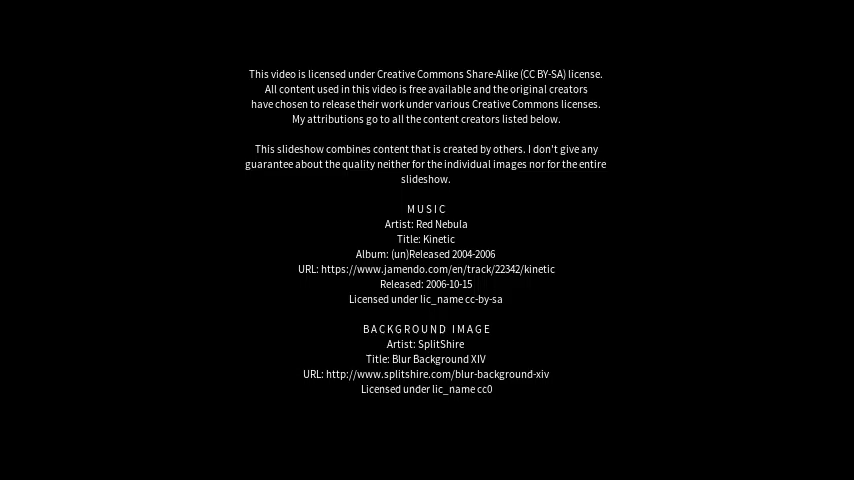 This video is licensed under Creative Commons Share-Alike (CC BY-SA) license.
All content used in this video is free available and the original creators
have chosen to release their work under various Creative Commons licenses.
My attributions go to all the content creators listed below.
This slideshow combines content that is created by others. I don't give any
guarantee about the quality neither for the individual images nor for the entire
slideshow.
MUSIC
Artist: Red Nebula
Title: Kinetic
Album: (un)Released 2004-2006
URL: https://www.jamendo.com/en/track/22342/kinetic
Released: 2006-10-15
Licensed under lic_name cc-by-sa
BACKGROUND IMAGE
Artist: SplitShire
Title: Blur Background XIV
URL: http://www.splitshire.com/blur-background-xiv
Licensed under lic_name cc0